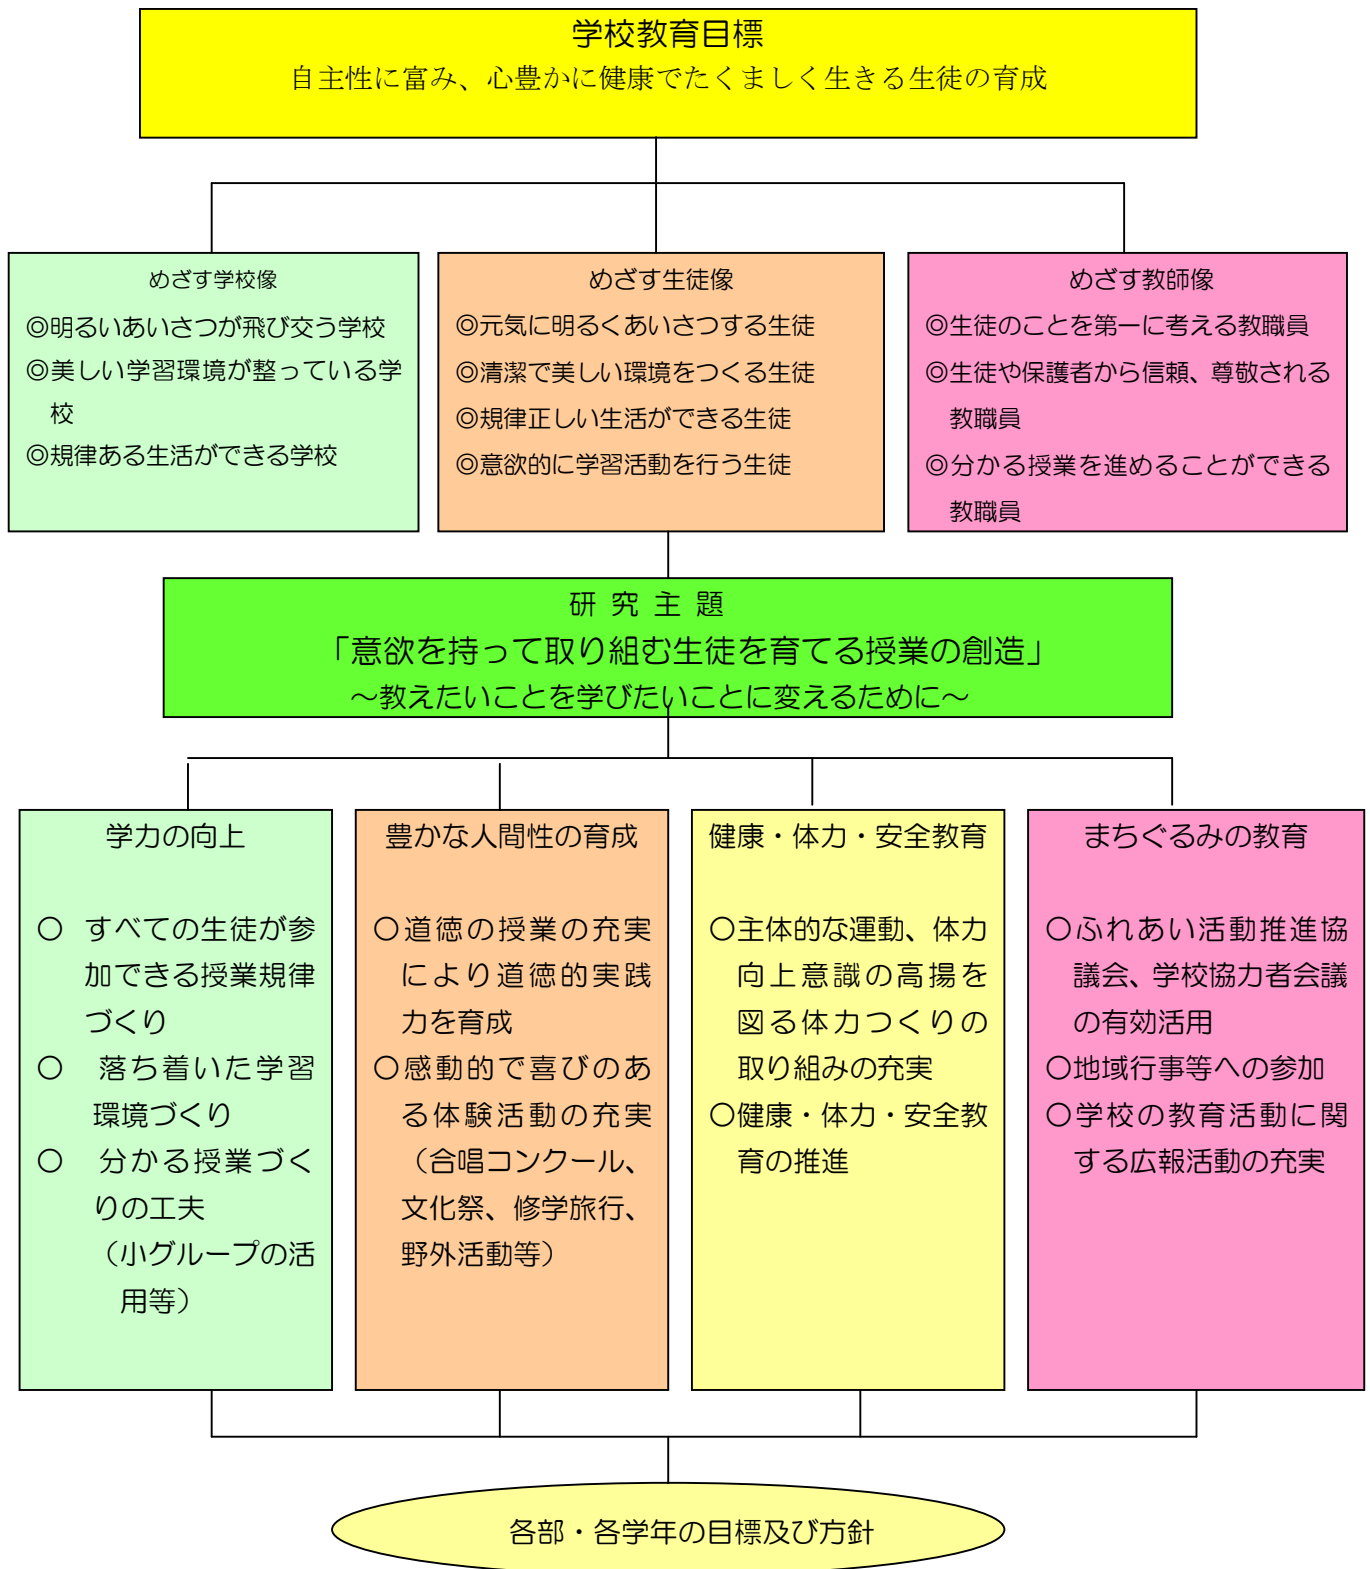 学校教育目標
自主性に富み、心豊かに健康でたくましく生きる生徒の育成
めざす学校像
◎明るいあいさつが飛び交う学校
◎美しい学習環境が整っている学
校
◎規律ある生活ができる学校
めざす生徒像
◎元気に明るくあいさつする生徒
◎清潔で美しい環境をつくる生徒
◎規律正しい生活ができる生徒
◎意欲的に学習活動を行う生徒
めざす教師像
◎生徒のことを第一に考える教職員
◎生徒や保護者から信頼、尊敬される
教職員
◎分かる授業を進めることができる
教職員
研 究 主 題
「意欲を持って取り組む生徒を育てる授業の創造」
～教えたいことを学びたいことに変えるために～
学力の向上
○ すべての生徒が参
加できる授業規律
づくり
○ 落ち着いた学習
環境づくり
○ 分かる授業づく
りの工夫
（小グループの活
用等）
豊かな人間性の育成
○道徳の授業の充実
により道徳的実践
力を育成
○感動的で喜びのあ
る体験活動の充実
（合唱コンクール、
文化祭、修学旅行、
野外活動等）
健康・体力・安全教育
○主体的な運動、体力
向上意識の高揚を
図る体力つくりの
取り組みの充実
○健康・体力・安全教
育の推進
まちぐるみの教育
○ふれあい活動推進協
議会、学校協力者会議
の有効活用
○地域行事等への参加
○学校の教育活動に関
する広報活動の充実
各部・各学年の目標及び方針